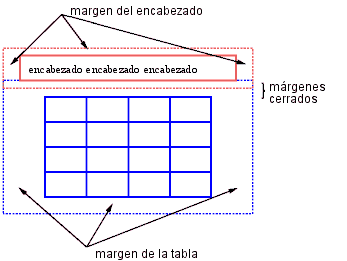 margen del encabezado
encabezado encabezado encabezado
márgenes
cerrados
margen de la tabla